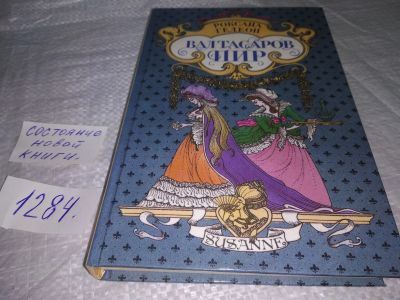 РОКСАНА
ГЕДЕОН
ВАЛТАСАРОВ
ПИР
SUSANNE
СОСТОЯНИЕ
НОВОЙ
КНИГИ.
1284.